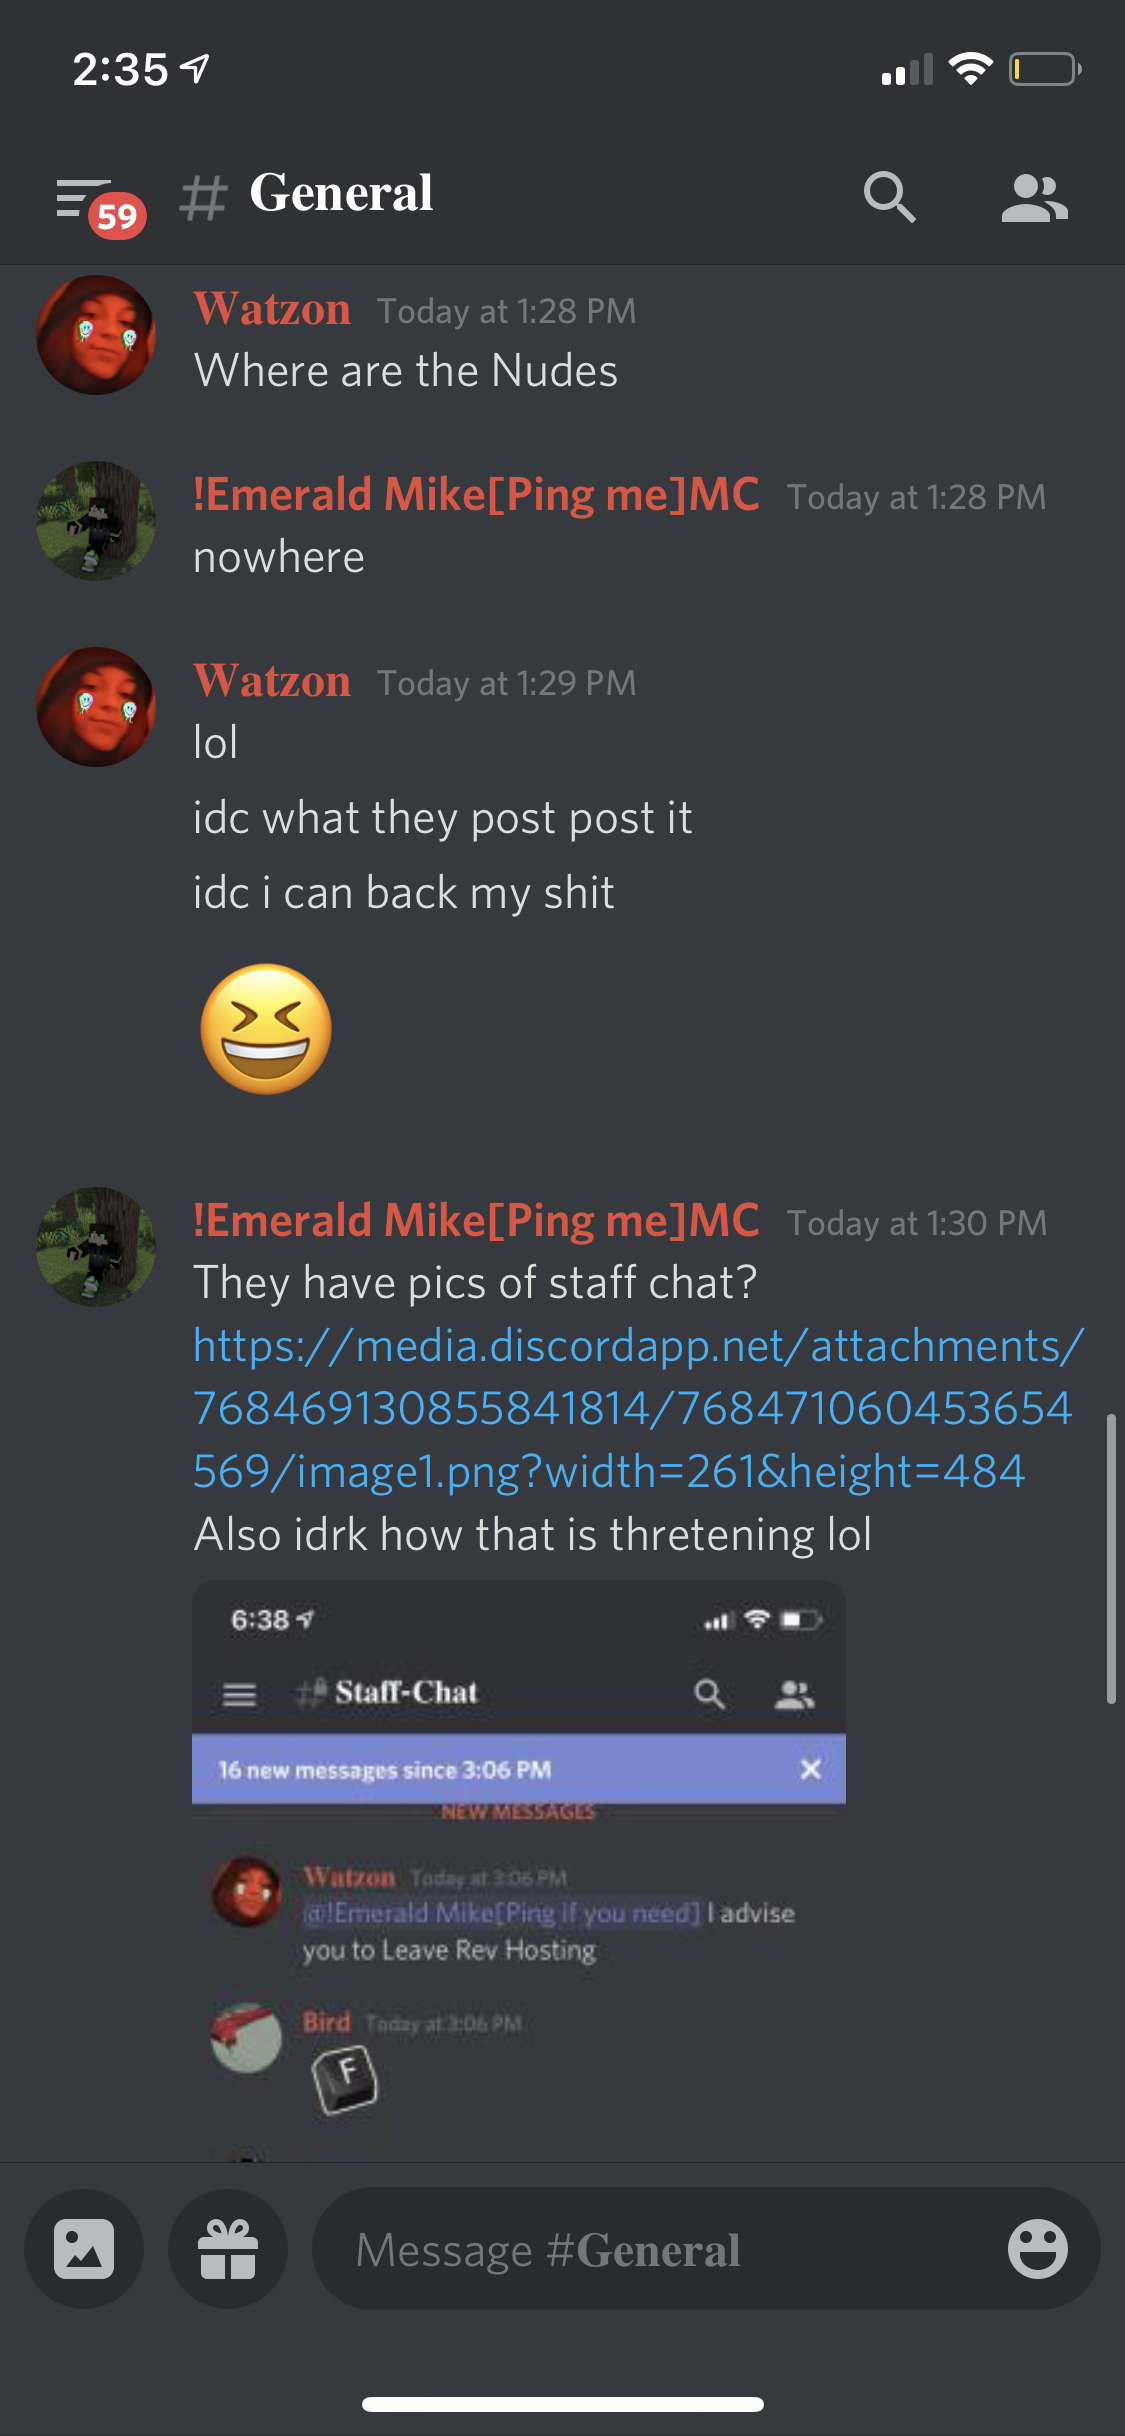 2:35
59
# General
Watzon Today at 1:28 PM
Where are the Nudes
!Emerald Mike[Ping me]MC Today at 1:28 PM
nowhere
Watzon Today at 1:29 PM
lol
idc what they post post it
idc i can back my shit
!Emerald Mike[Ping me]MC Today at 1:30 PM
They have pics of staff chat?
https://media.discordapp.net/attachments/
768469130855841814/768471060453654
569/image1.png?width=261&height=484
Also idrk how that is thretening lol
6:38
# Staff-Chat
16 new messages since 3:06 PM
NEW MESSAGES
Watzon Today at 3:06 PM
@!Emerald Mike[Ping if you need] I advise
you to Leave Rev Hosting
Bird Today at 3:06 PM
F
Message #General